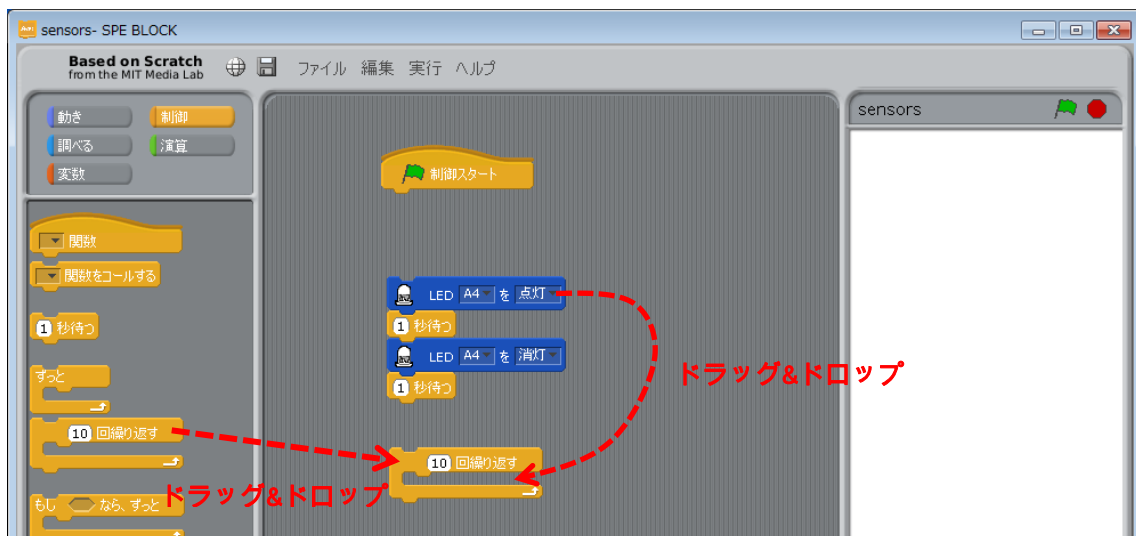 sensors- SPE BLOCK
Based on Scratch
from the MIT Media Lab
ファイル 編集 実行 ヘルプ
動き 制御
調べる 演算
変数
関数
関数をコールする
1 秒待つ
ずっと
10 回繰り返す
もし なら、ずっと
制御スタート
LED A4 を 点灯
1 秒待つ
LED A4 を 消灯
1 秒待つ
10 回繰り返す
ドラッグ&ドロップ
ドラッグ&ドロップ
sensors